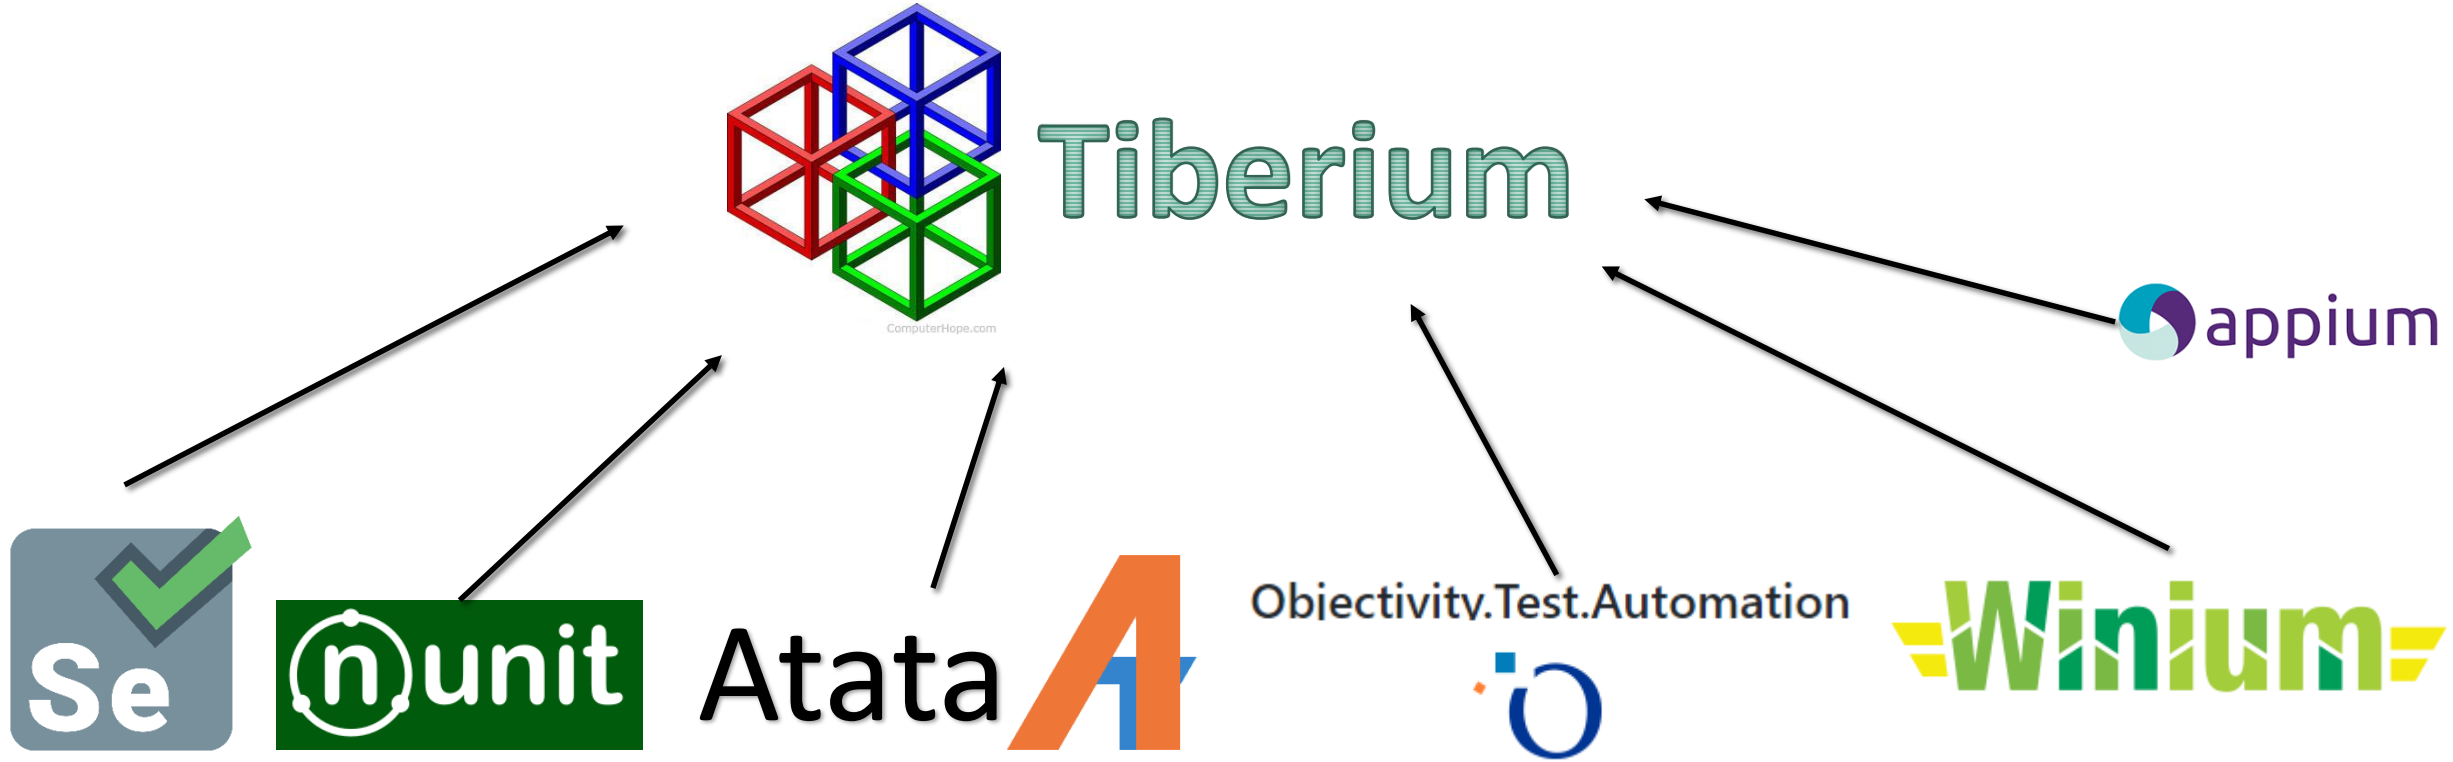 Tiberium
ComputerHope.com
appium
Se
nunit
Atata
Objectivity.Test.Automation
Winium